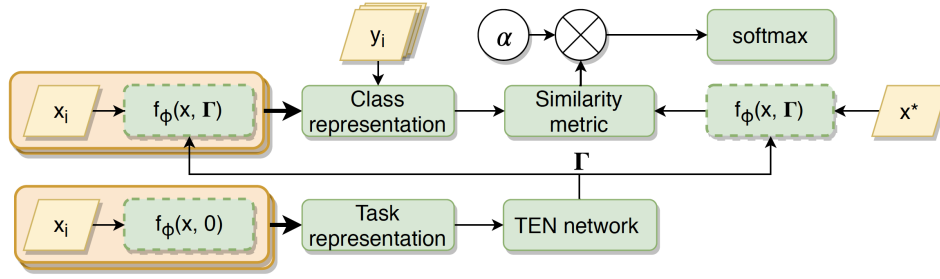 y_i
α
softmax
x_i
f_ϕ(x, Γ)
Class
representation
Similarity
metric
f_ϕ(x, Γ)
x*
Γ
x_i
f_ϕ(x, 0)
Task
representation
TEN network